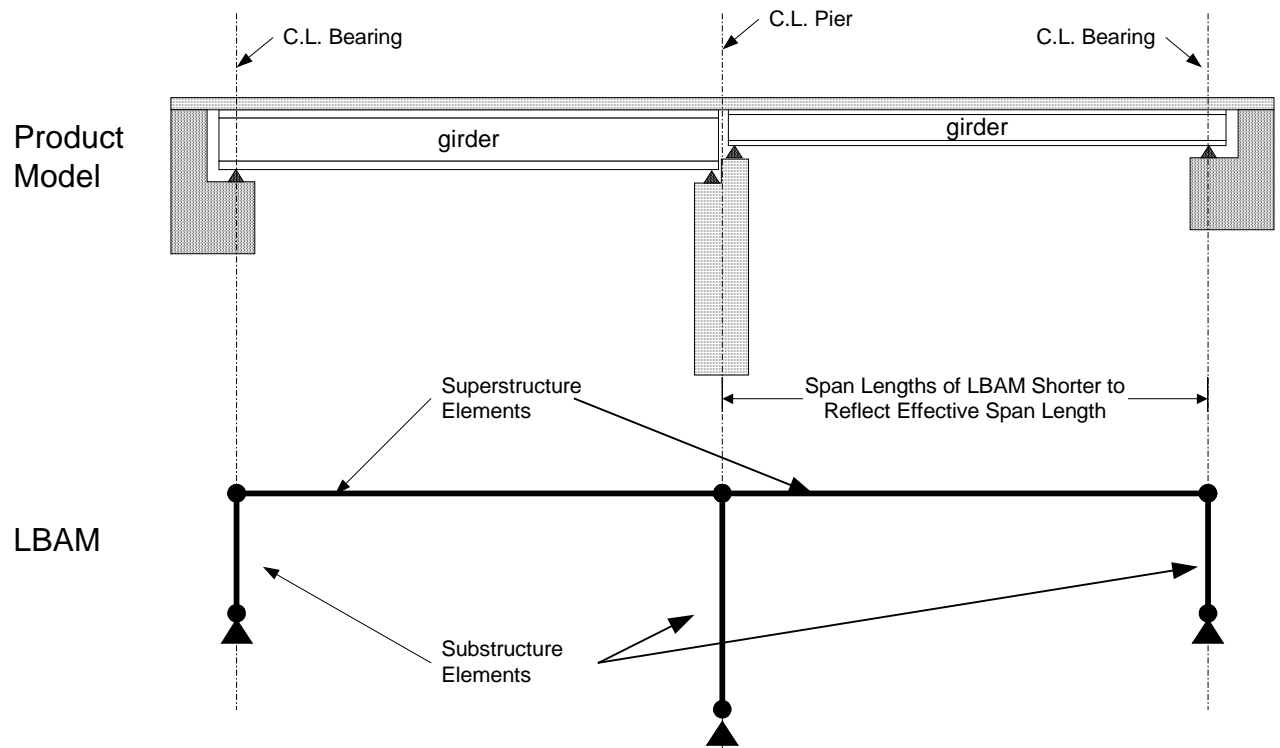 C.L. Pier
C.L. Bearing
C.L. Bearing
Product
Model
girder
girder
Superstructure
Elements
Span Lengths of LBAM Shorter to
Reflect Effective Span Length
LBAM
Substructure
Elements